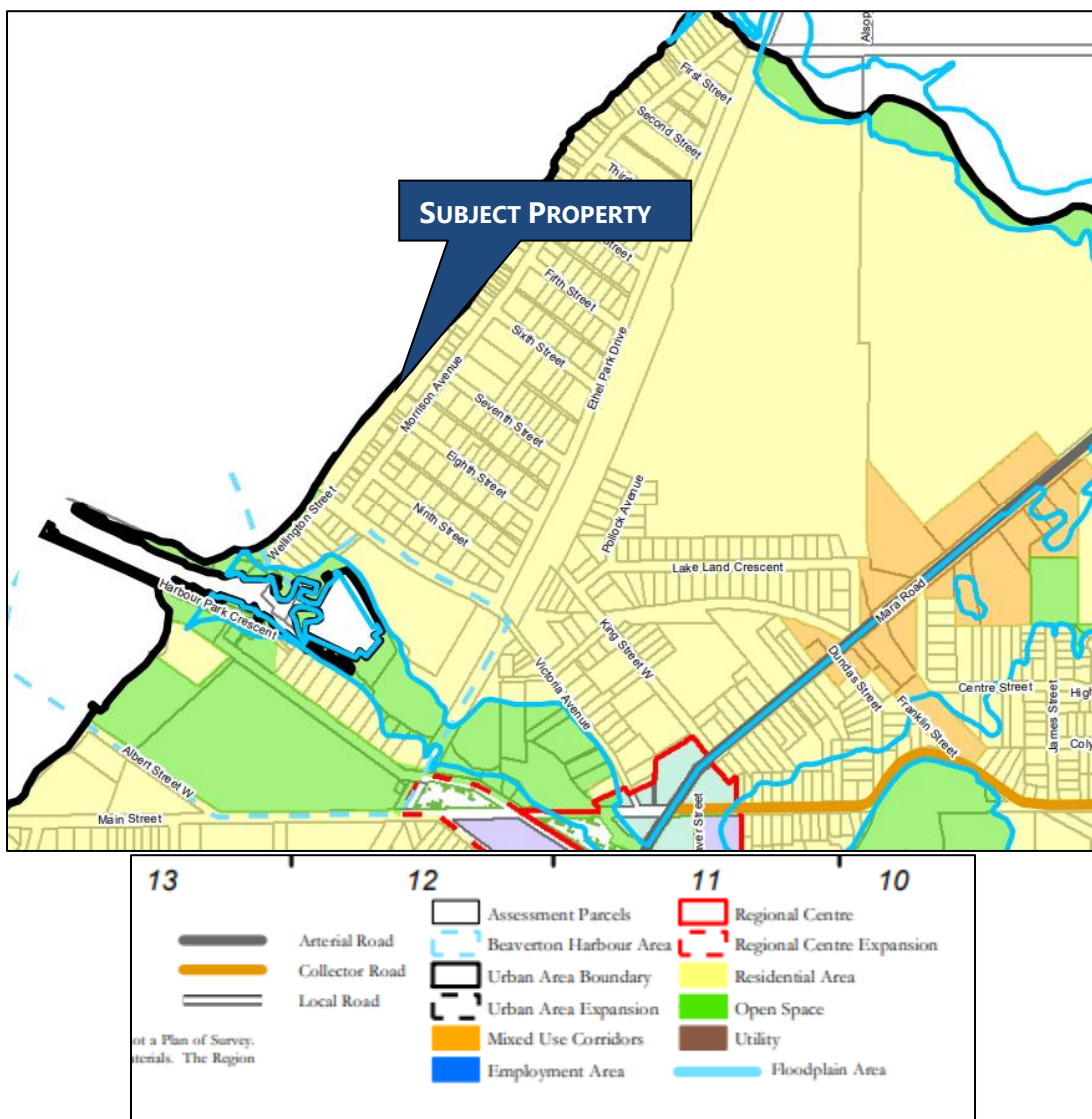 Alsop
First Street
Second Street
Third
SUBJECT PROPERTY
Street
Fifth Street
Sixth Street
Ethel Park Drive
Morrison Avenue
Seventh Street
Eighth Street
Ninth Street
Wellington Street
Pollock Avenue
Lake Land Crescent
Harbour Park Crescent
Mara Road
King Street W
Victoria Avenue
Dundas Street
Franklin Street
Centre Street
High
James Street
Coly
Albert Street W
Main Street
aver Street
13
12
11
10
Arterial Road
Collector Road
Local Road
ot a Plan of Survey.
aterials. The Region
Assessment Parcels
Beaverton Harbour Area
Urban Area Boundary
Urban Area Expansion
Mixed Use Corridors
Employment Area
Regional Centre
Regional Centre Expansion
Residential Area
Open Space
Utility
Floodplain Area